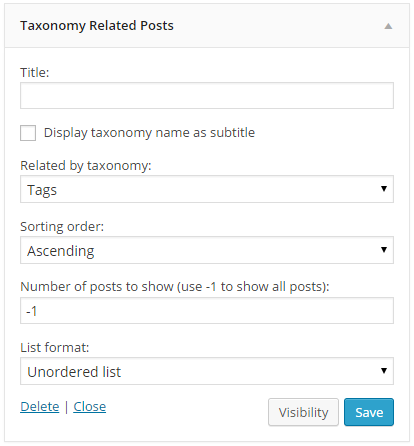 Taxonomy Related Posts
Title:
Display taxonomy name as subtitle
Related by taxonomy:
Tags
Sorting order:
Ascending
Number of posts to show (use -1 to show all posts):
-1
List format:
Unordered list
Delete | Close Visibility Save